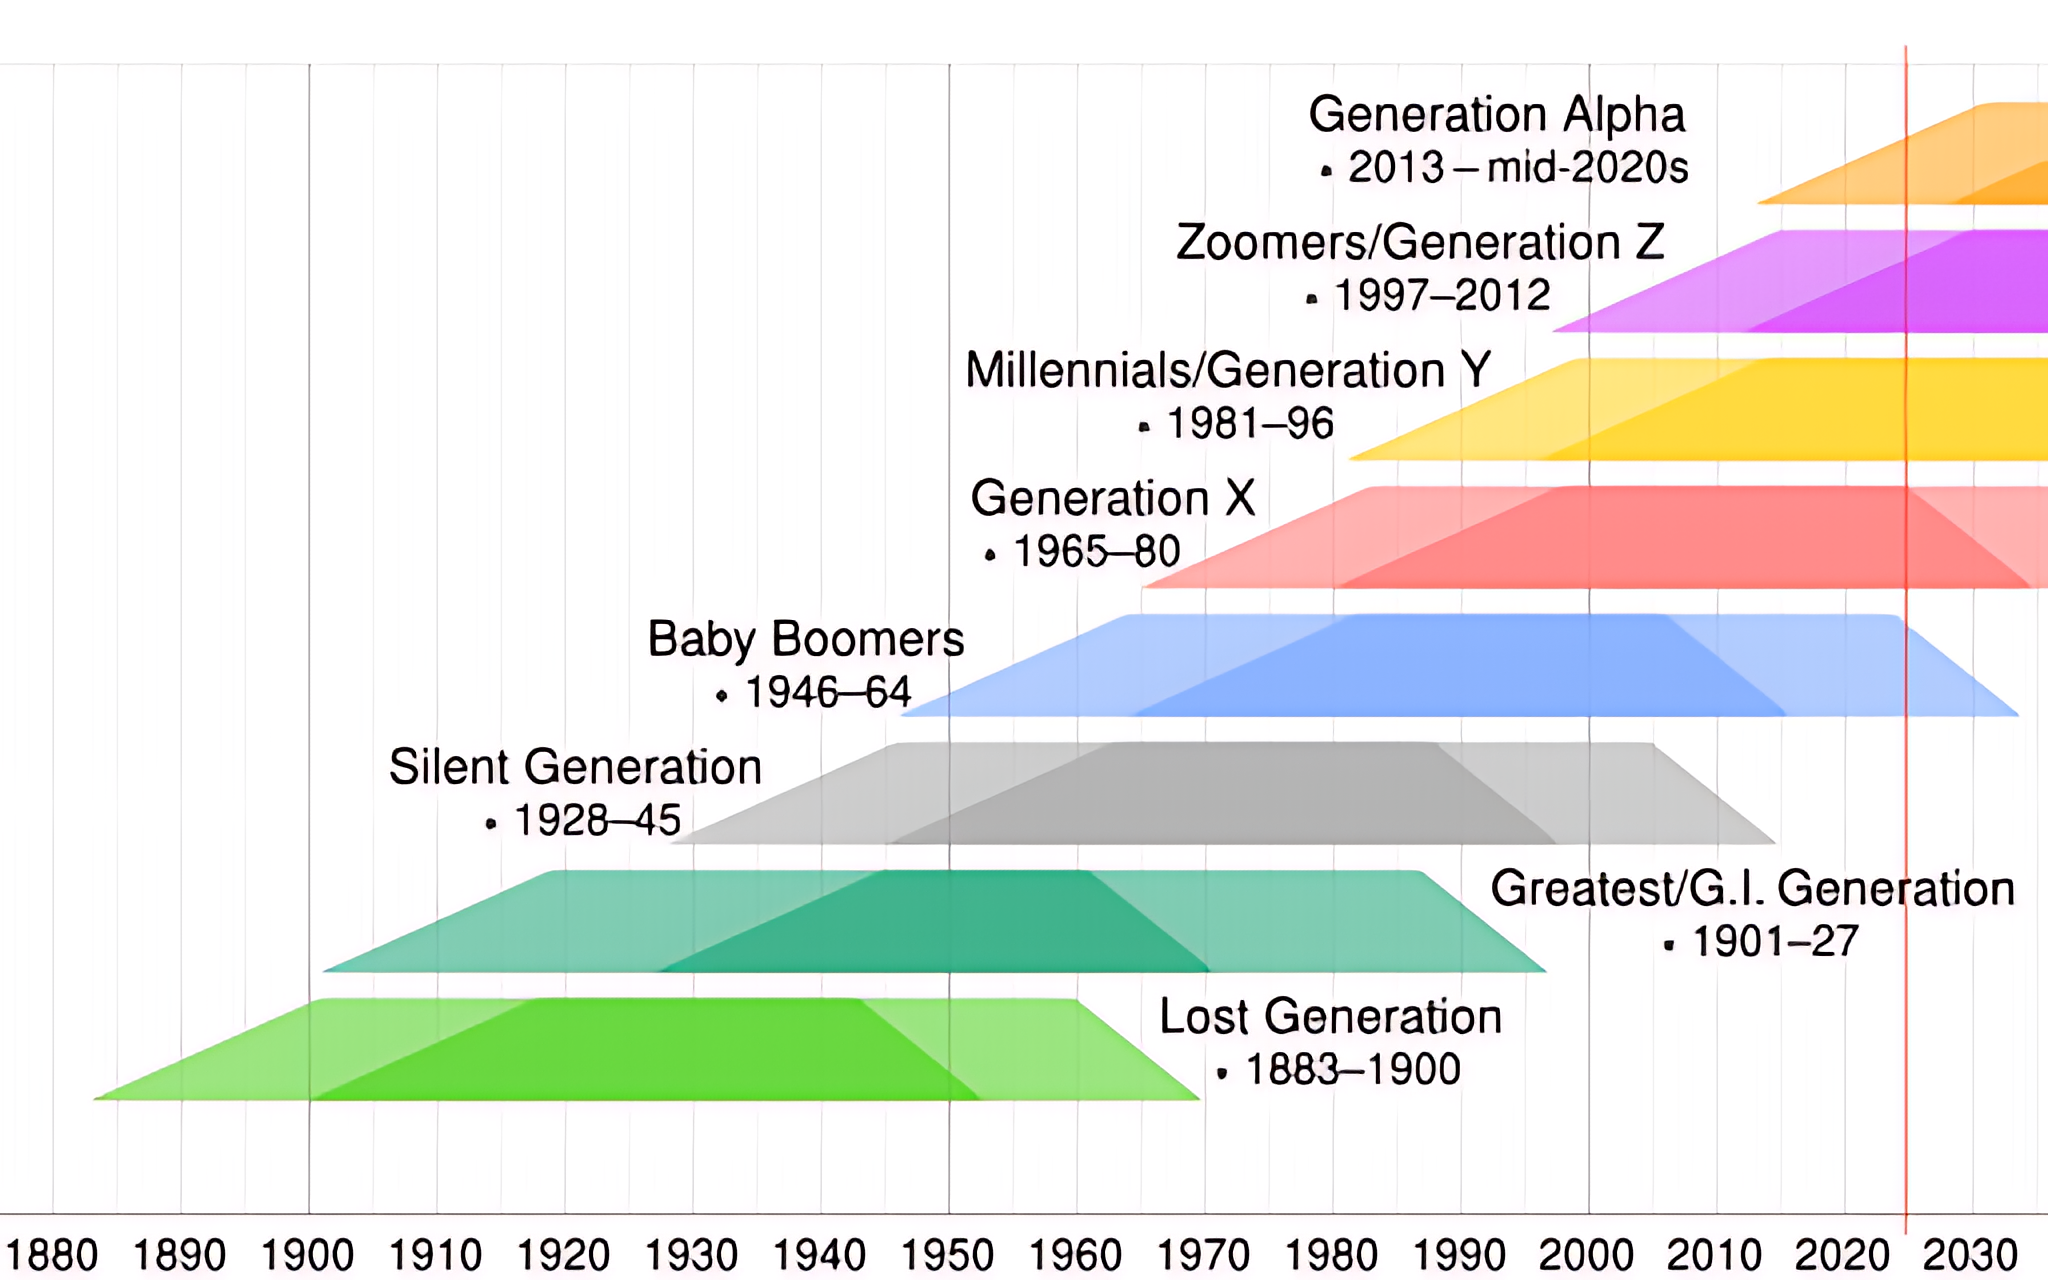 Generation Alpha
• 2013 – mid-2020s
Zoomers/Generation Z
• 1997–2012
Millennials/Generation Y
• 1981–96
Generation X
• 1965–80
Baby Boomers
• 1946–64
Silent Generation
• 1928–45
Greatest/G.I. Generation
• 1901–27
Lost Generation
• 1883–1900
1880 1890 1900 1910 1920 1930 1940 1950 1960 1970 1980 1990 2000 2010 2020 2030